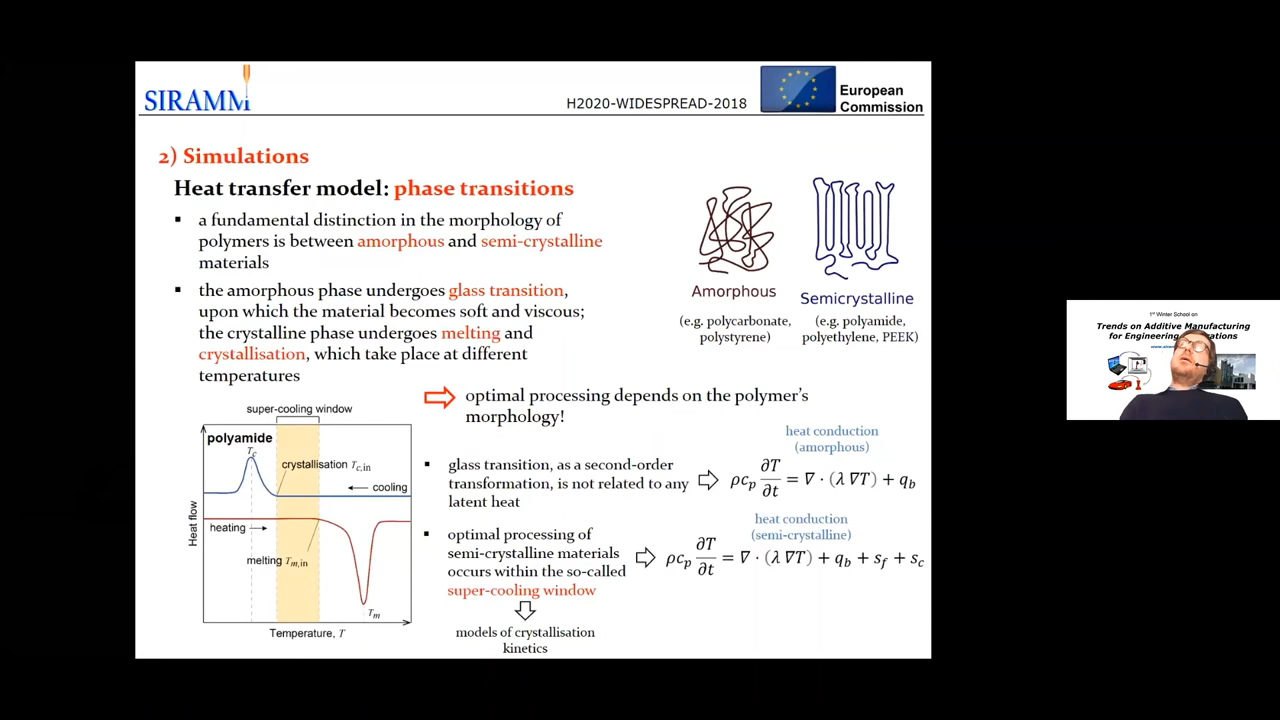 SIRAMM
H2020-WIDESPREAD-2018
European
Commission
2) Simulations
Heat transfer model: phase transitions
▪ a fundamental distinction in the morphology of
polymers is between amorphous and semi-crystalline
materials
▪ the amorphous phase undergoes glass transition,
upon which the material becomes soft and viscous;
the crystalline phase undergoes melting and
crystallisation, which take place at different
temperatures
Amorphous
(e.g. polycarbonate,
polystyrene)
Semicrystalline
(e.g. polyamide,
polyethylene, PEEK)
⇨ optimal processing depends on the polymer's
morphology!
super-cooling window
polyamide
T_c
crystallisation T_c,in
cooling
heating
melting T_m,in
T_m
Heat flow
Temperature, T
▪ glass transition, as a second-order
transformation, is not related to any
latent heat
heat conduction
(amorphous)
ρc_p ∂T/∂t = ∇ · (λ ∇T) + q_b
▪ optimal processing of
semi-crystalline materials
occurs within the so-called
super-cooling window
heat conduction
(semi-crystalline)
ρc_p ∂T/∂t = ∇ · (λ ∇T) + q_b + s_f + s_c
models of crystallisation
kinetics
1st Winter School on
Trends on Additive Manufacturing
for Engineering